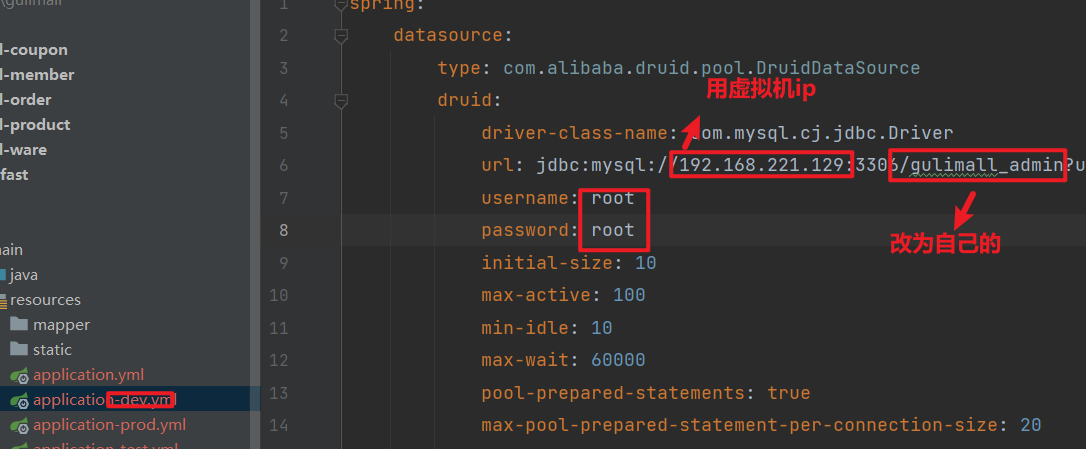 \gulimall
l-coupon
l-member
l-order
l-product
l-ware
fast
ain
java
resources
mapper
static
application.yml
application-dev.yml
application-prod.yml
application-test.yml
1 spring:
2 datasource:
3 type: com.alibaba.druid.pool.DruidDataSource
用虚拟机ip
4 druid:
5 driver-class-name: com.mysql.cj.jdbc.Driver
6 url: jdbc:mysql://192.168.221.129:3306/gulimall_admin?u
7 username: root
8 password: root
改为自己的
9 initial-size: 10
10 max-active: 100
11 min-idle: 10
12 max-wait: 60000
13 pool-prepared-statements: true
14 max-pool-prepared-statement-per-connection-size: 20